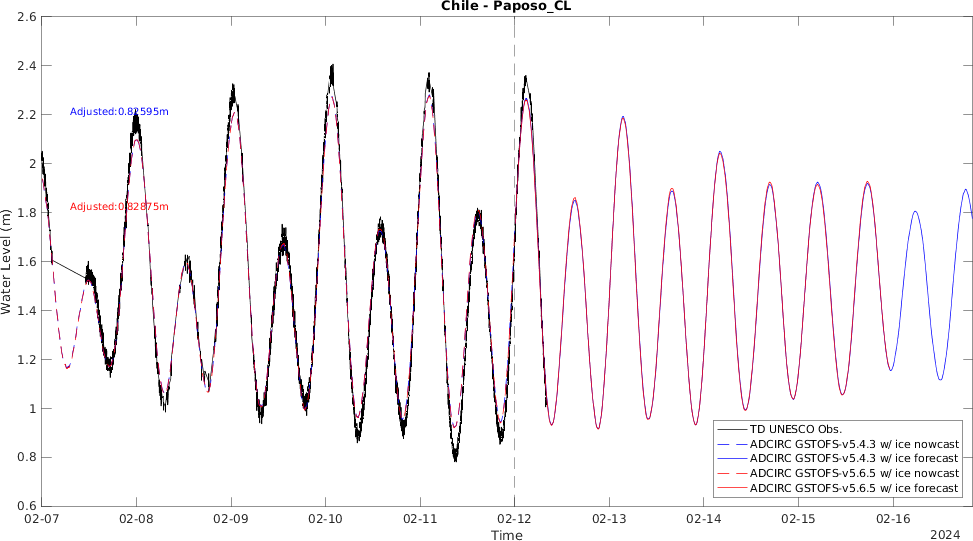 Chile - Paposo_CL
2.6
2.4
2.2
2
1.8
1.6
1.4
1.2
1
0.8
0.6
Water Level (m)
Adjusted:0.82595m
Adjusted:0.82875m
TD UNESCO Obs.
ADCIRC GSTOFS-v5.4.3 w/ ice nowcast
ADCIRC GSTOFS-v5.4.3 w/ ice forecast
ADCIRC GSTOFS-v5.6.5 w/ ice nowcast
ADCIRC GSTOFS-v5.6.5 w/ ice forecast
02-07 02-08 02-09 02-10 02-11 02-12 02-13 02-14 02-15 02-16
Time
2024